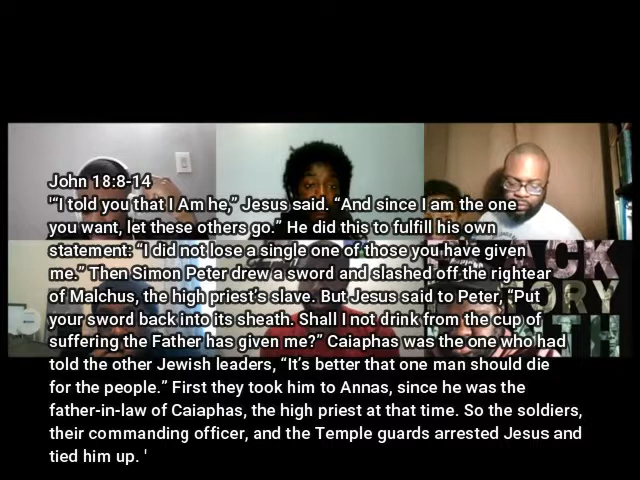 John 18:8-14
'“I told you that I Am he,” Jesus said. “And since I am the one
you want, let these others go.” He did this to fulfill his own
statement: “I did not lose a single one of those you have given
me.” Then Simon Peter drew a sword and slashed off the rightear
of Malchus, the high priest’s slave. But Jesus said to Peter, “Put
your sword back into its sheath. Shall I not drink from the cup of
suffering the Father has given me?” Caiaphas was the one who had
told the other Jewish leaders, “It’s better that one man should die
for the people.” First they took him to Annas, since he was the
father-in-law of Caiaphas, the high priest at that time. So the soldiers,
their commanding officer, and the Temple guards arrested Jesus and
tied him up. '